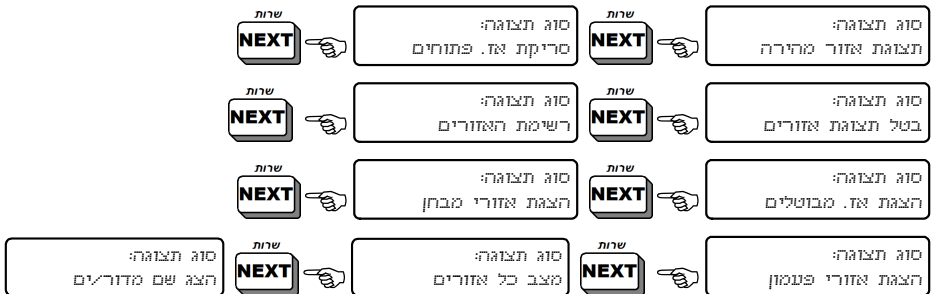 סוג תצוגה:
תצוגת אזור מהירה
שרות
NEXT
סוג תצוגה:
סריקת אז. פתוחים
שרות
NEXT
סוג תצוגה:
בטל תצוגת אזורים
שרות
NEXT
סוג תצוגה:
רשימת האזורים
שרות
NEXT
סוג תצוגה:
הצגת אז. מבוטלים
שרות
NEXT
סוג תצוגה:
הצגת אזורי מבחן
שרות
NEXT
סוג תצוגה:
הצגת אזורי פעמון
שרות
NEXT
סוג תצוגה:
מצב כל אזורים
שרות
NEXT
סוג תצוגה:
הצג שם מדור/ים